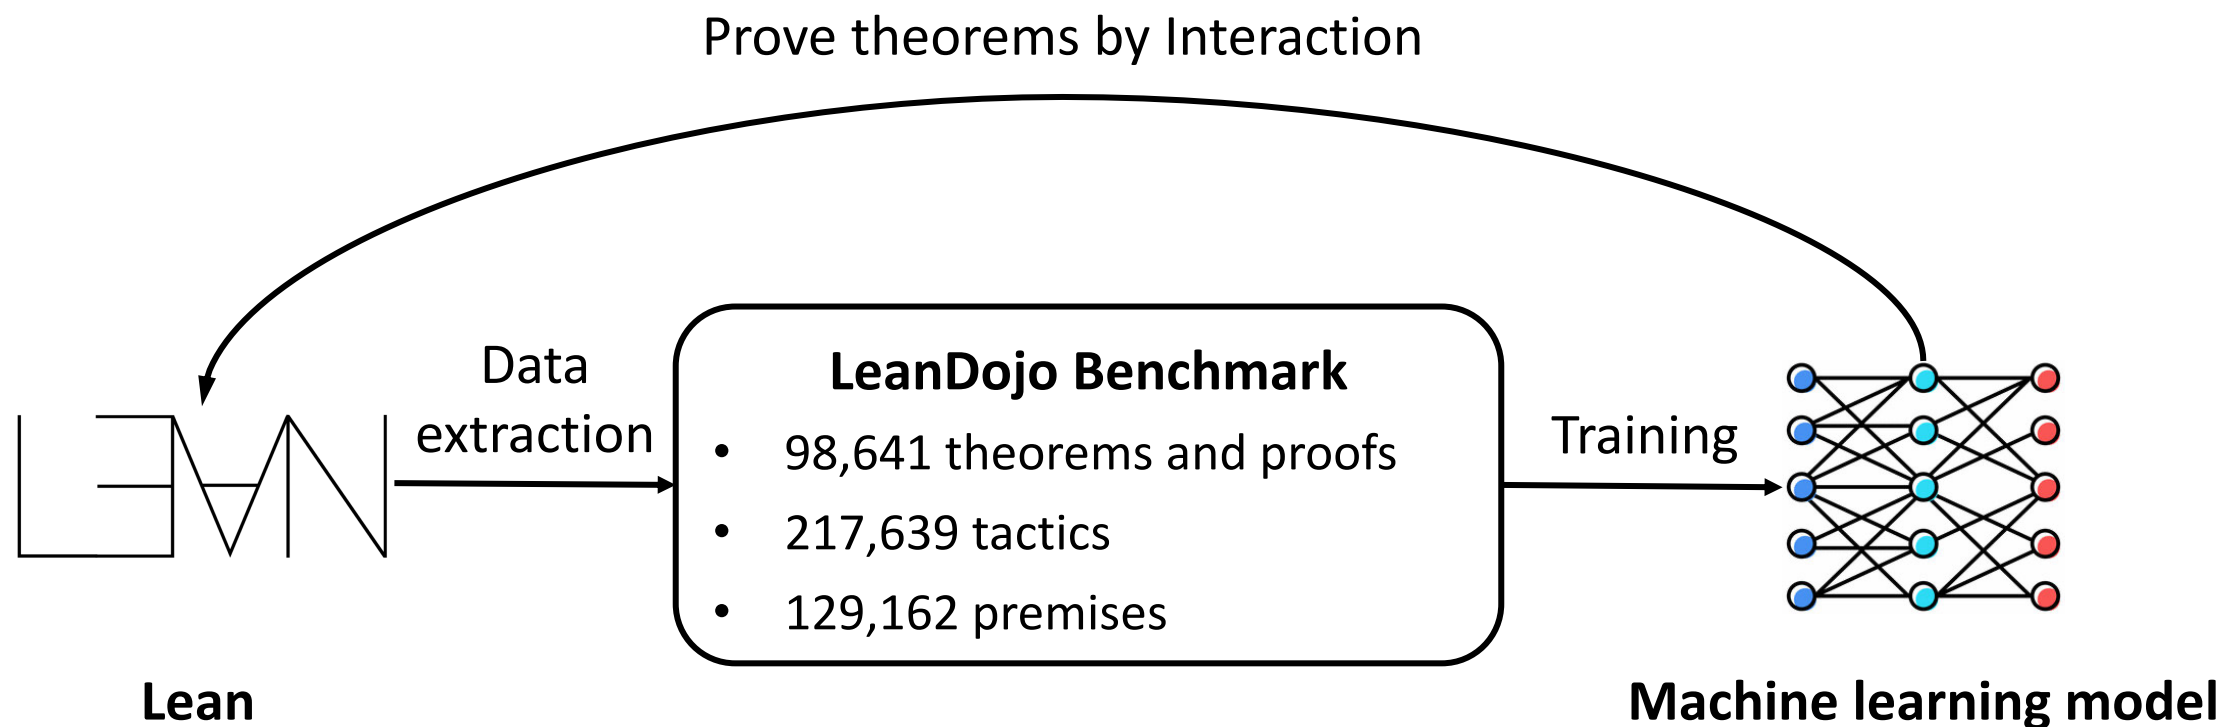 Prove theorems by Interaction
Data
extraction
LeanDojo Benchmark
• 98,641 theorems and proofs
• 217,639 tactics
• 129,162 premises
Training
L∃∀N
Lean
Machine learning model